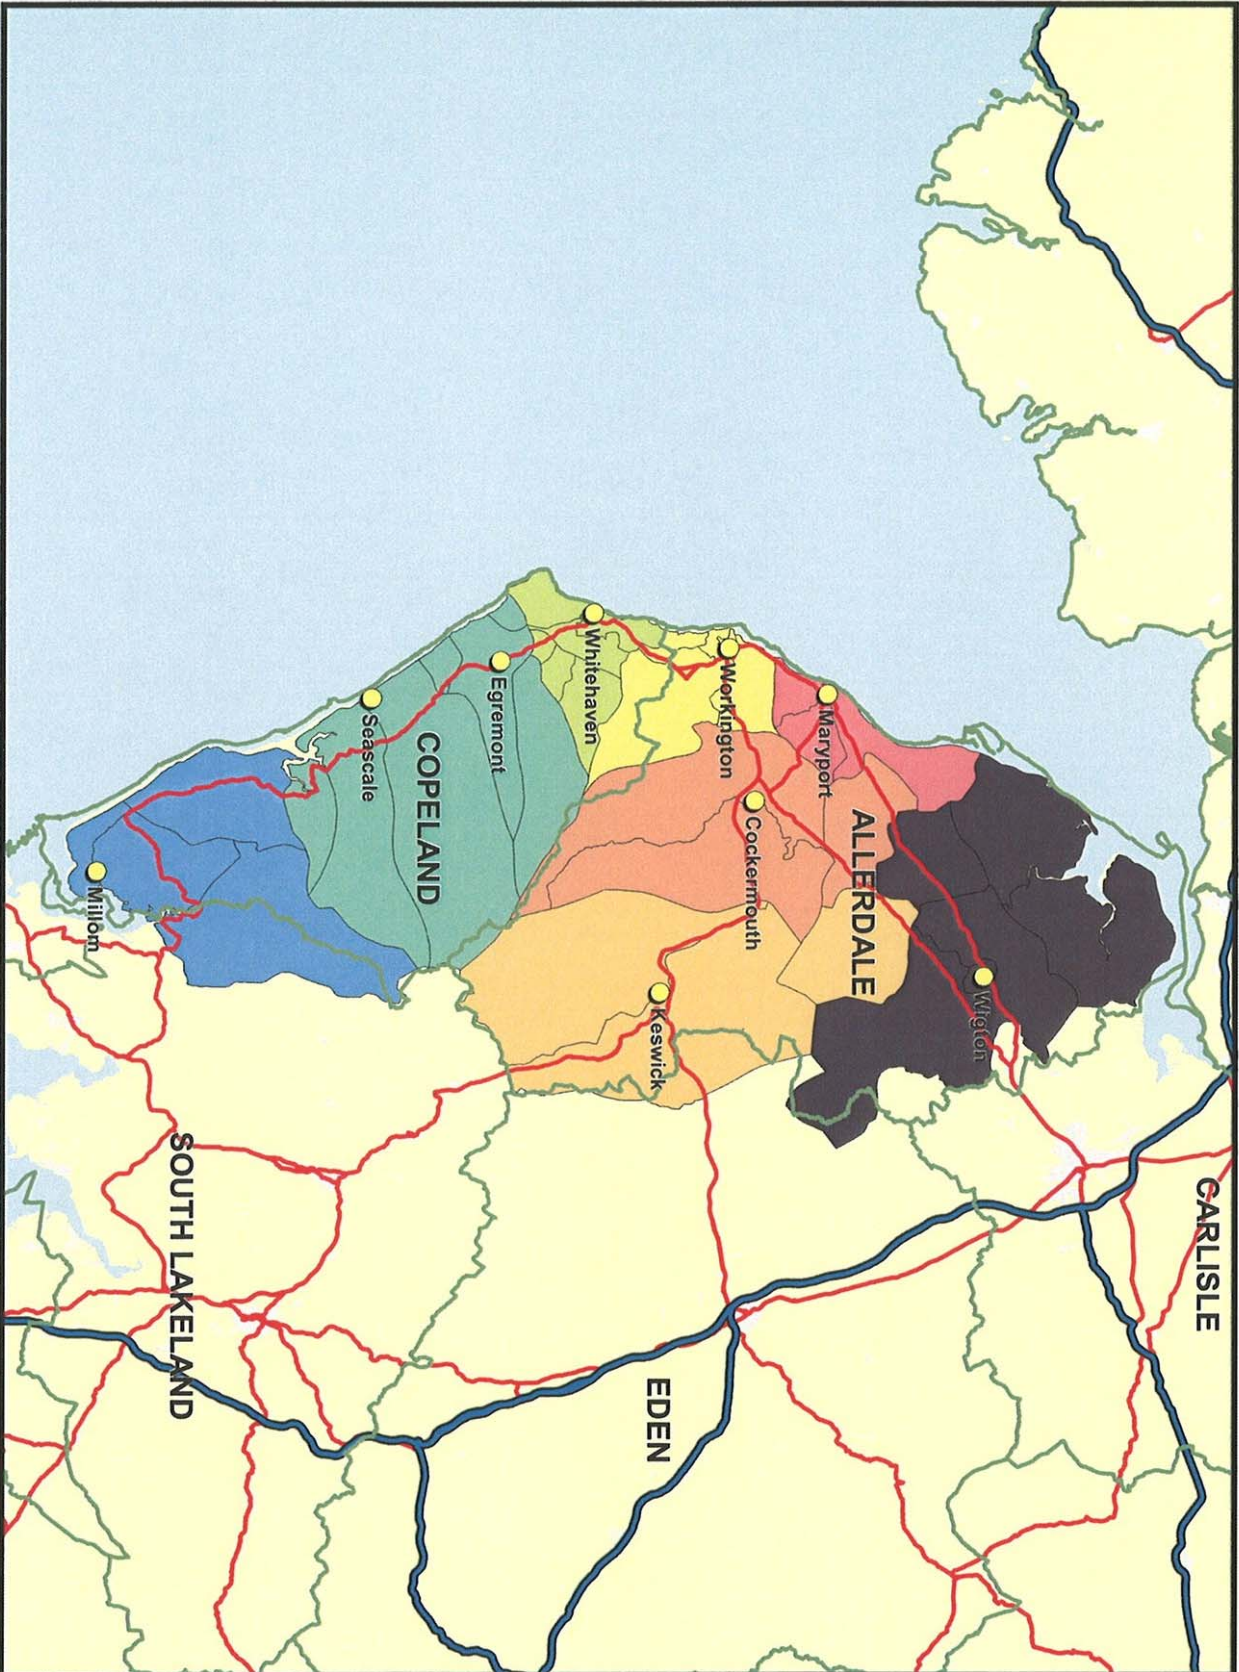 CARLISLE
Wigton
ALLERDALE
Maryport
Workington
Cockermouth
Keswick
EDEN
Whitehaven
Egremont
COPELAND
Seascale
SOUTH LAKELAND
Millom